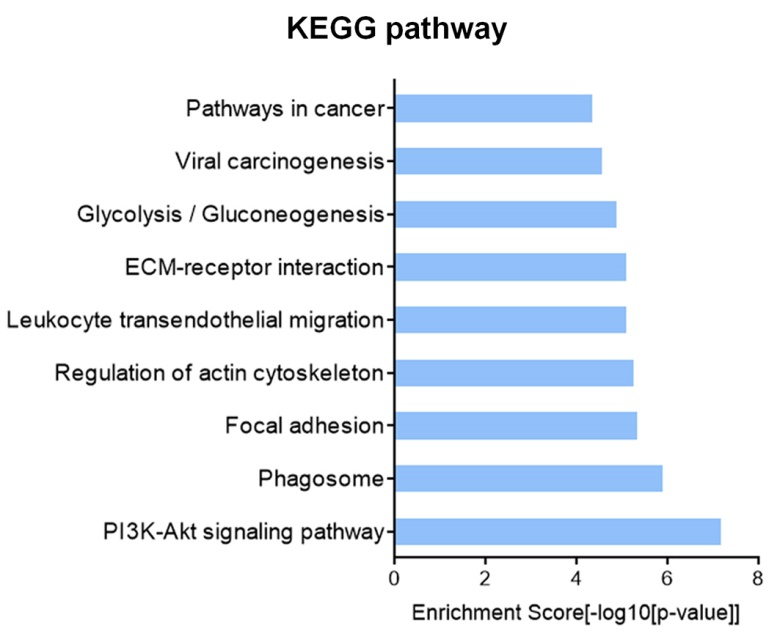 KEGG pathway
Pathways in cancer
Viral carcinogenesis
Glycolysis / Gluconeogenesis
ECM-receptor interaction
Leukocyte transendothelial migration
Regulation of actin cytoskeleton
Focal adhesion
Phagosome
PI3K-Akt signaling pathway
0 2 4 6 8
Enrichment Score[-log10[p-value]]